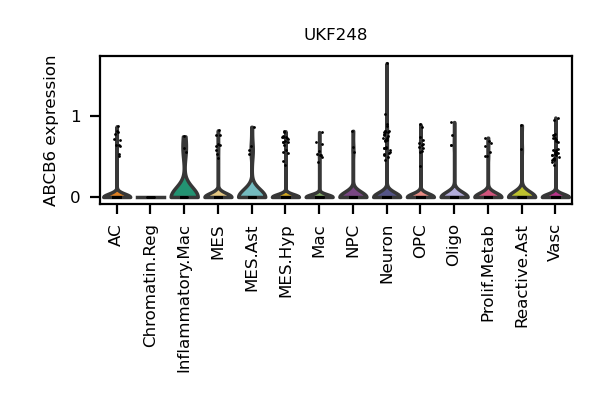 UKF248
ABCB6 expression
1
0
AC
Chromatin.Reg
Inflammatory.Mac
MES
MES.Ast
MES.Hyp
Mac
NPC
Neuron
OPC
Oligo
Prolif.Metab
Reactive.Ast
Vasc